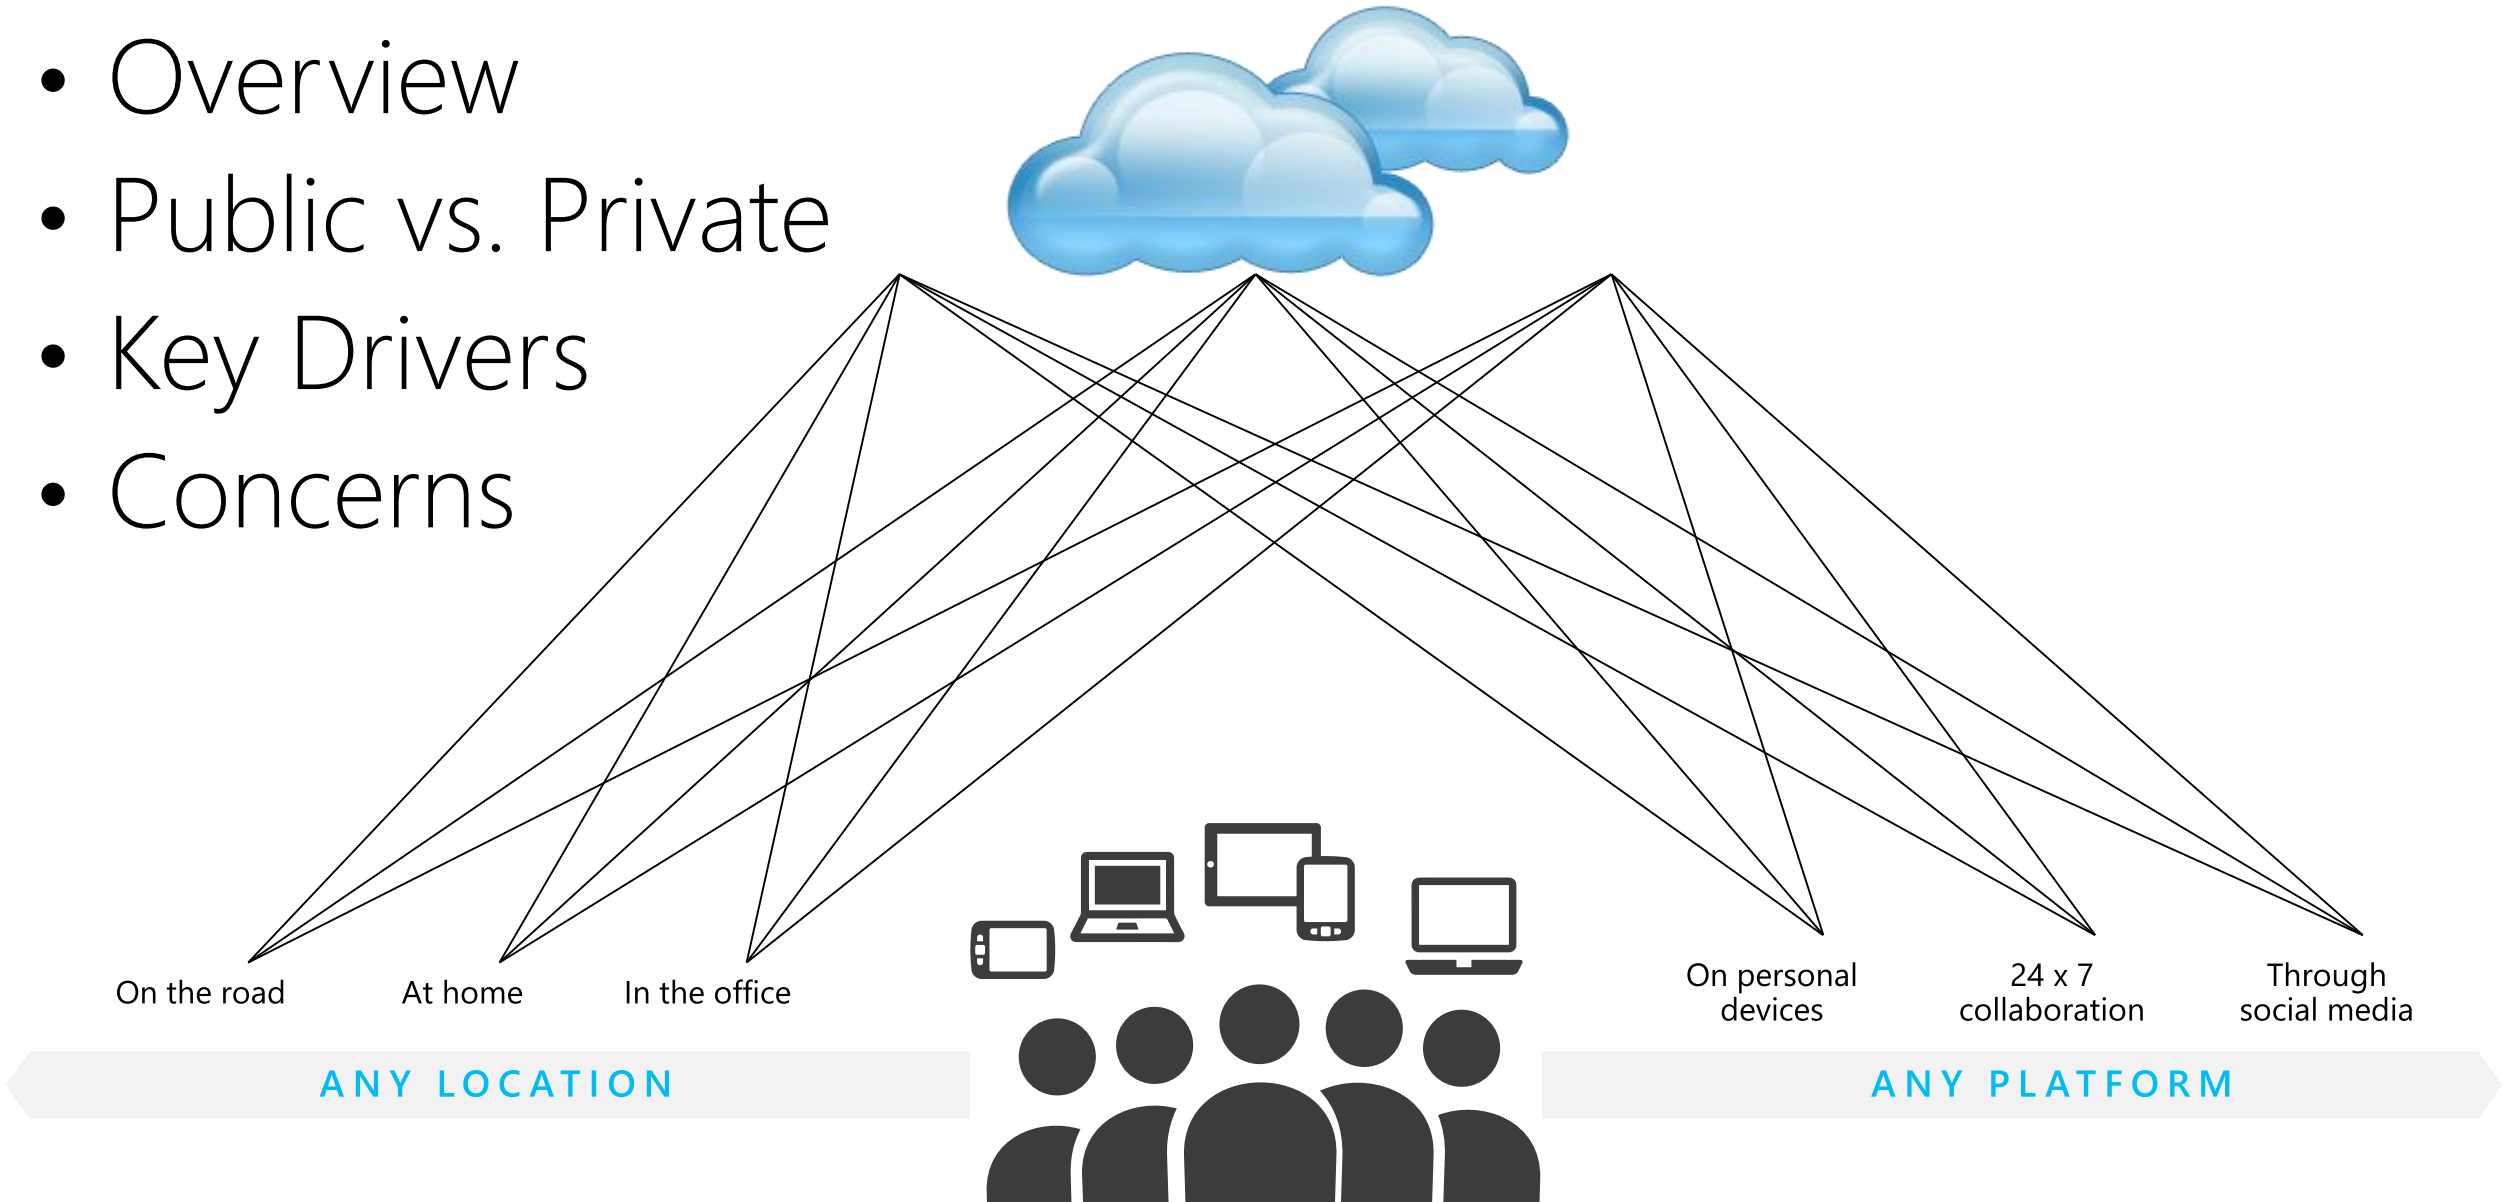 • Overview
• Public vs. Private
• Key Drivers
• Concerns
On the road
At home
In the office
On personal
devices
24 x 7
collaboration
Through
social media
ANY LOCATION
ANY PLATFORM